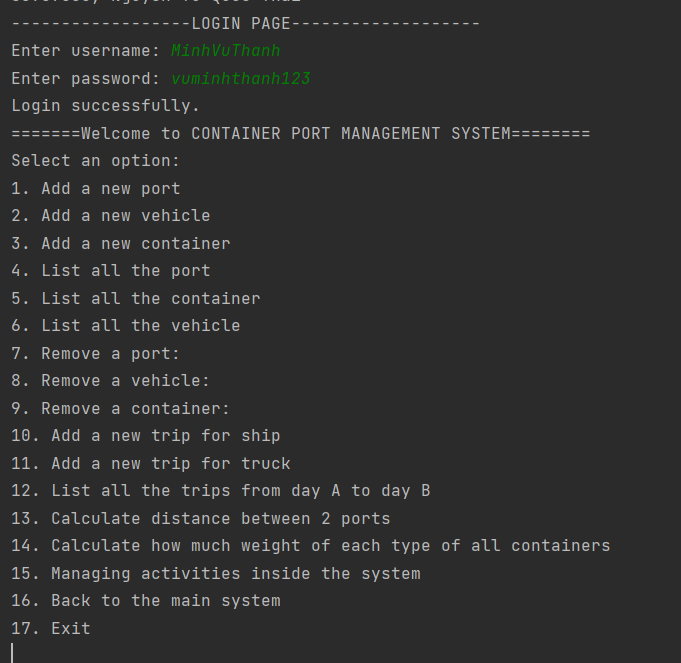 ------------------LOGIN PAGE-------------------
Enter username: MinhVuThanh
Enter password: vuminhthanh123
Login successfully.
=======Welcome to CONTAINER PORT MANAGEMENT SYSTEM========
Select an option:
1. Add a new port
2. Add a new vehicle
3. Add a new container
4. List all the port
5. List all the container
6. List all the vehicle
7. Remove a port:
8. Remove a vehicle:
9. Remove a container:
10. Add a new trip for ship
11. Add a new trip for truck
12. List all the trips from day A to day B
13. Calculate distance between 2 ports
14. Calculate how much weight of each type of all containers
15. Managing activities inside the system
16. Back to the main system
17. Exit